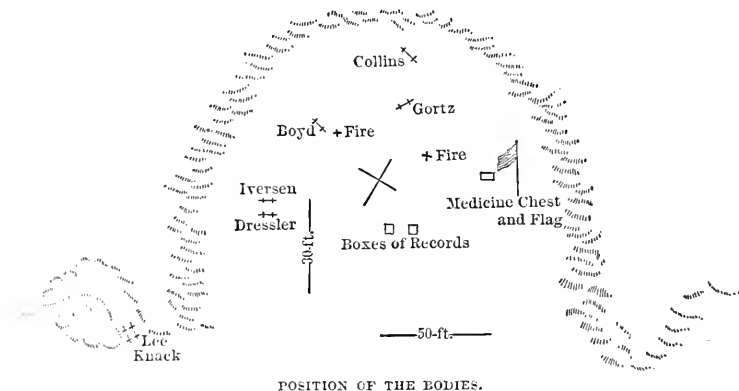 Collins
Gortz
Boyd
Fire
Fire
Iversen
Medicine Chest
and Flag
Dressler
30-ft.
Boxes of Records
50-ft.
Lee
Knack
POSITION OF THE BODIES.